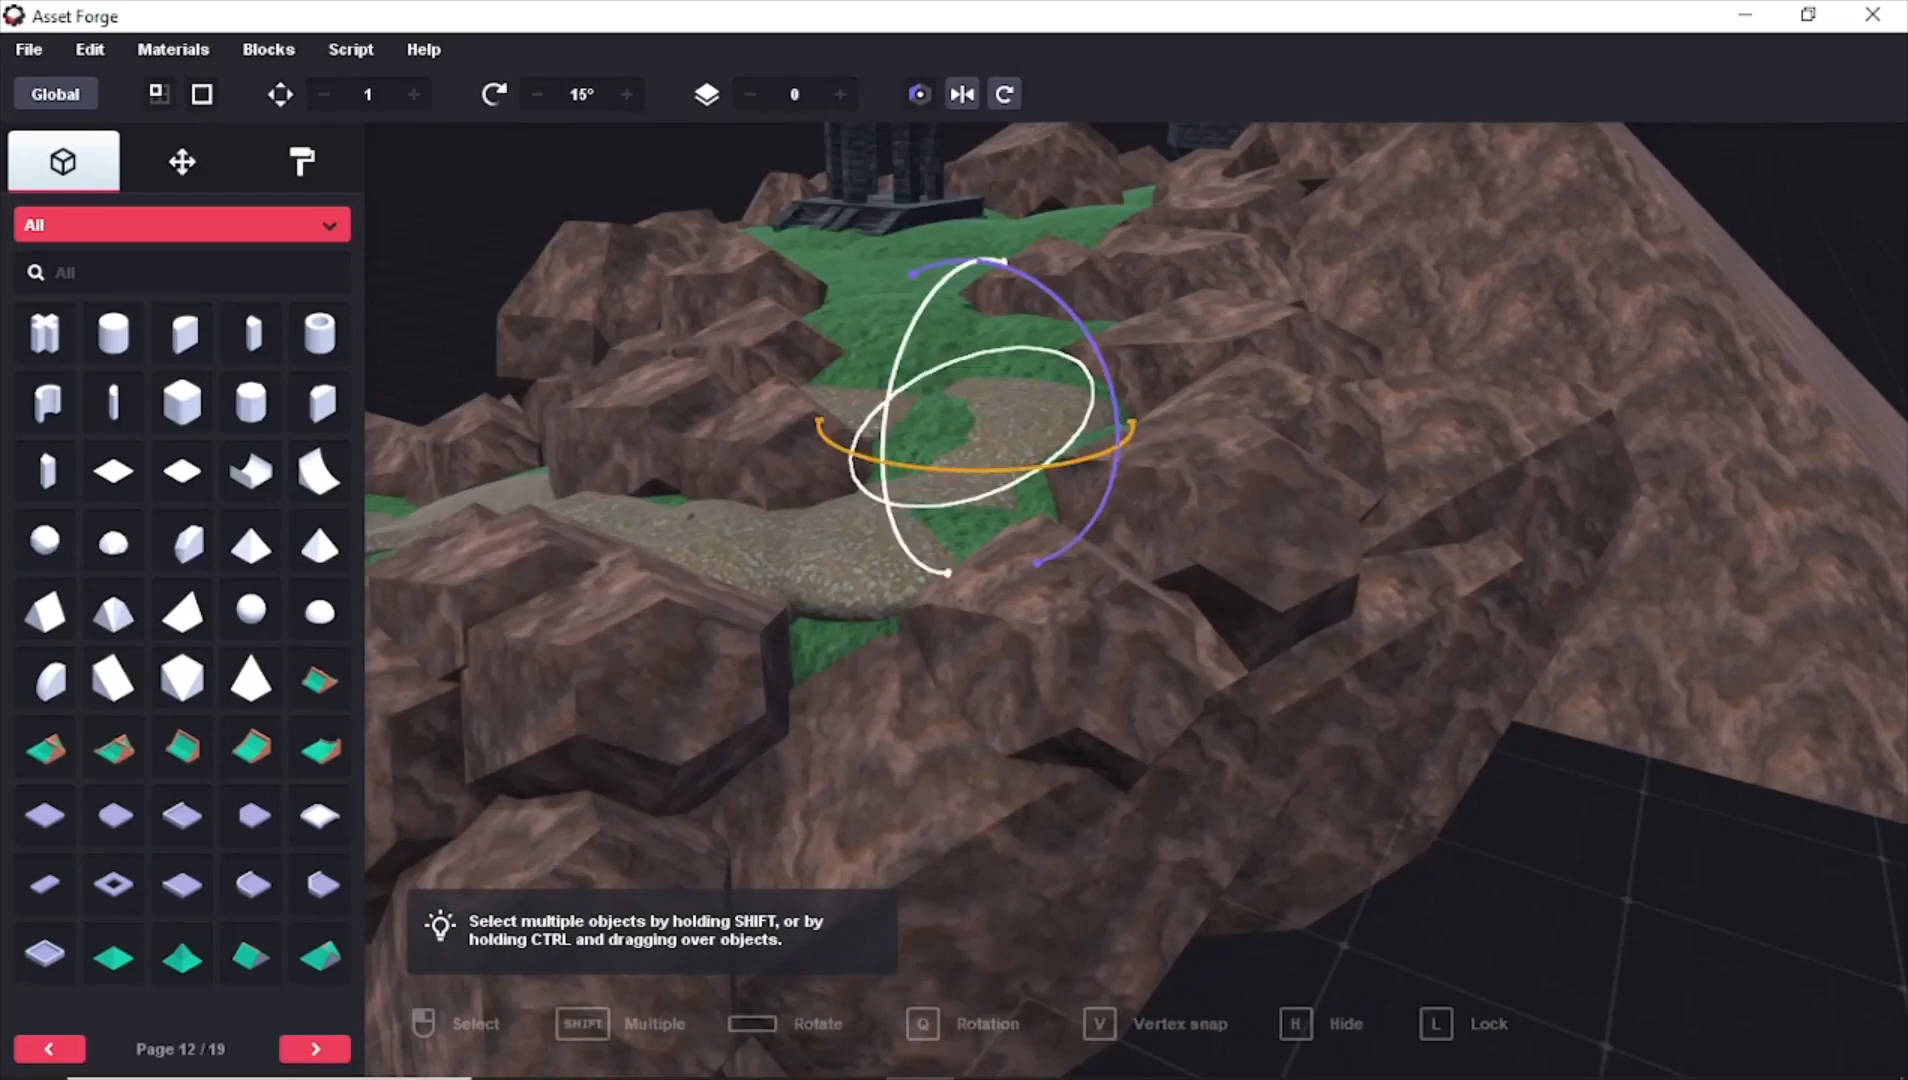 Asset Forge
File Edit Materials Blocks Script Help
Global 1 15° 0
All
All
Select multiple objects by holding SHIFT, or by
holding CTRL and dragging over objects.
Select SHIFT Multiple Rotate Q Rotation V Vertex snap H Hide L Lock
Page 12 / 19